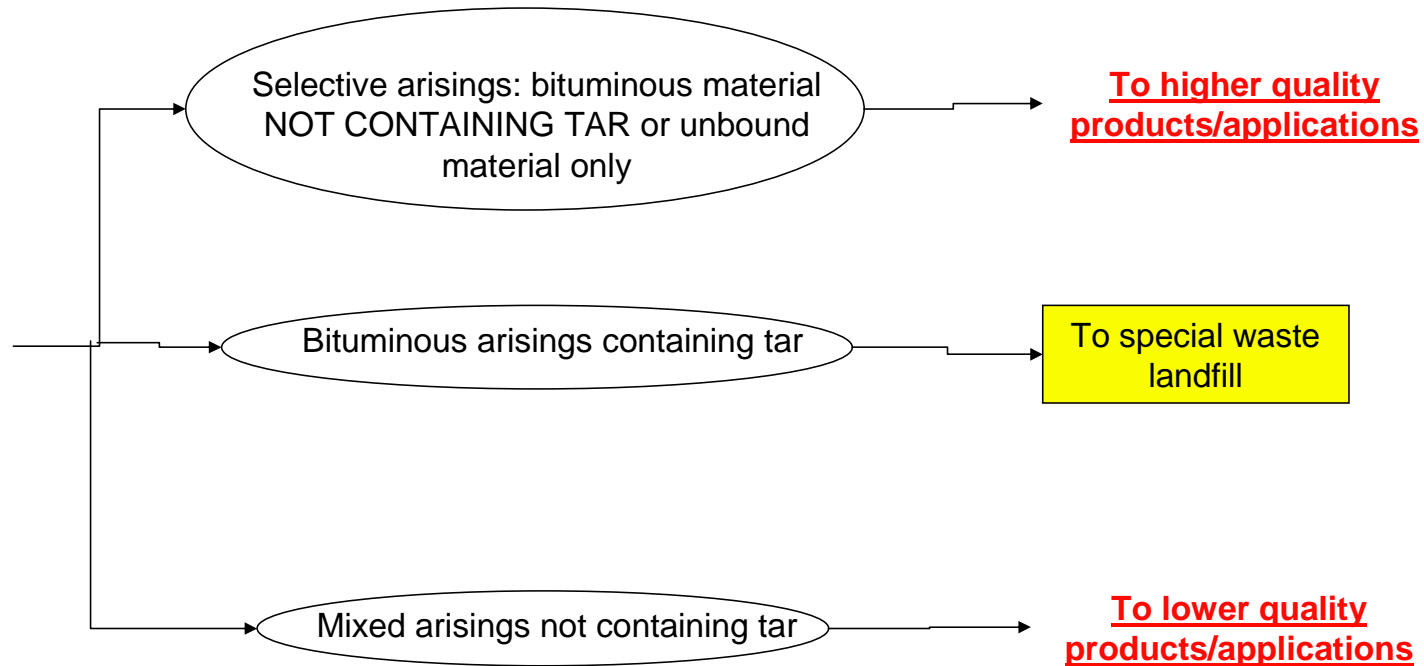 Selective arisings: bituminous material
NOT CONTAINING TAR or unbound
material only
To higher quality
products/applications
Bituminous arisings containing tar
To special waste
landfill
Mixed arisings not containing tar
To lower quality
products/applications